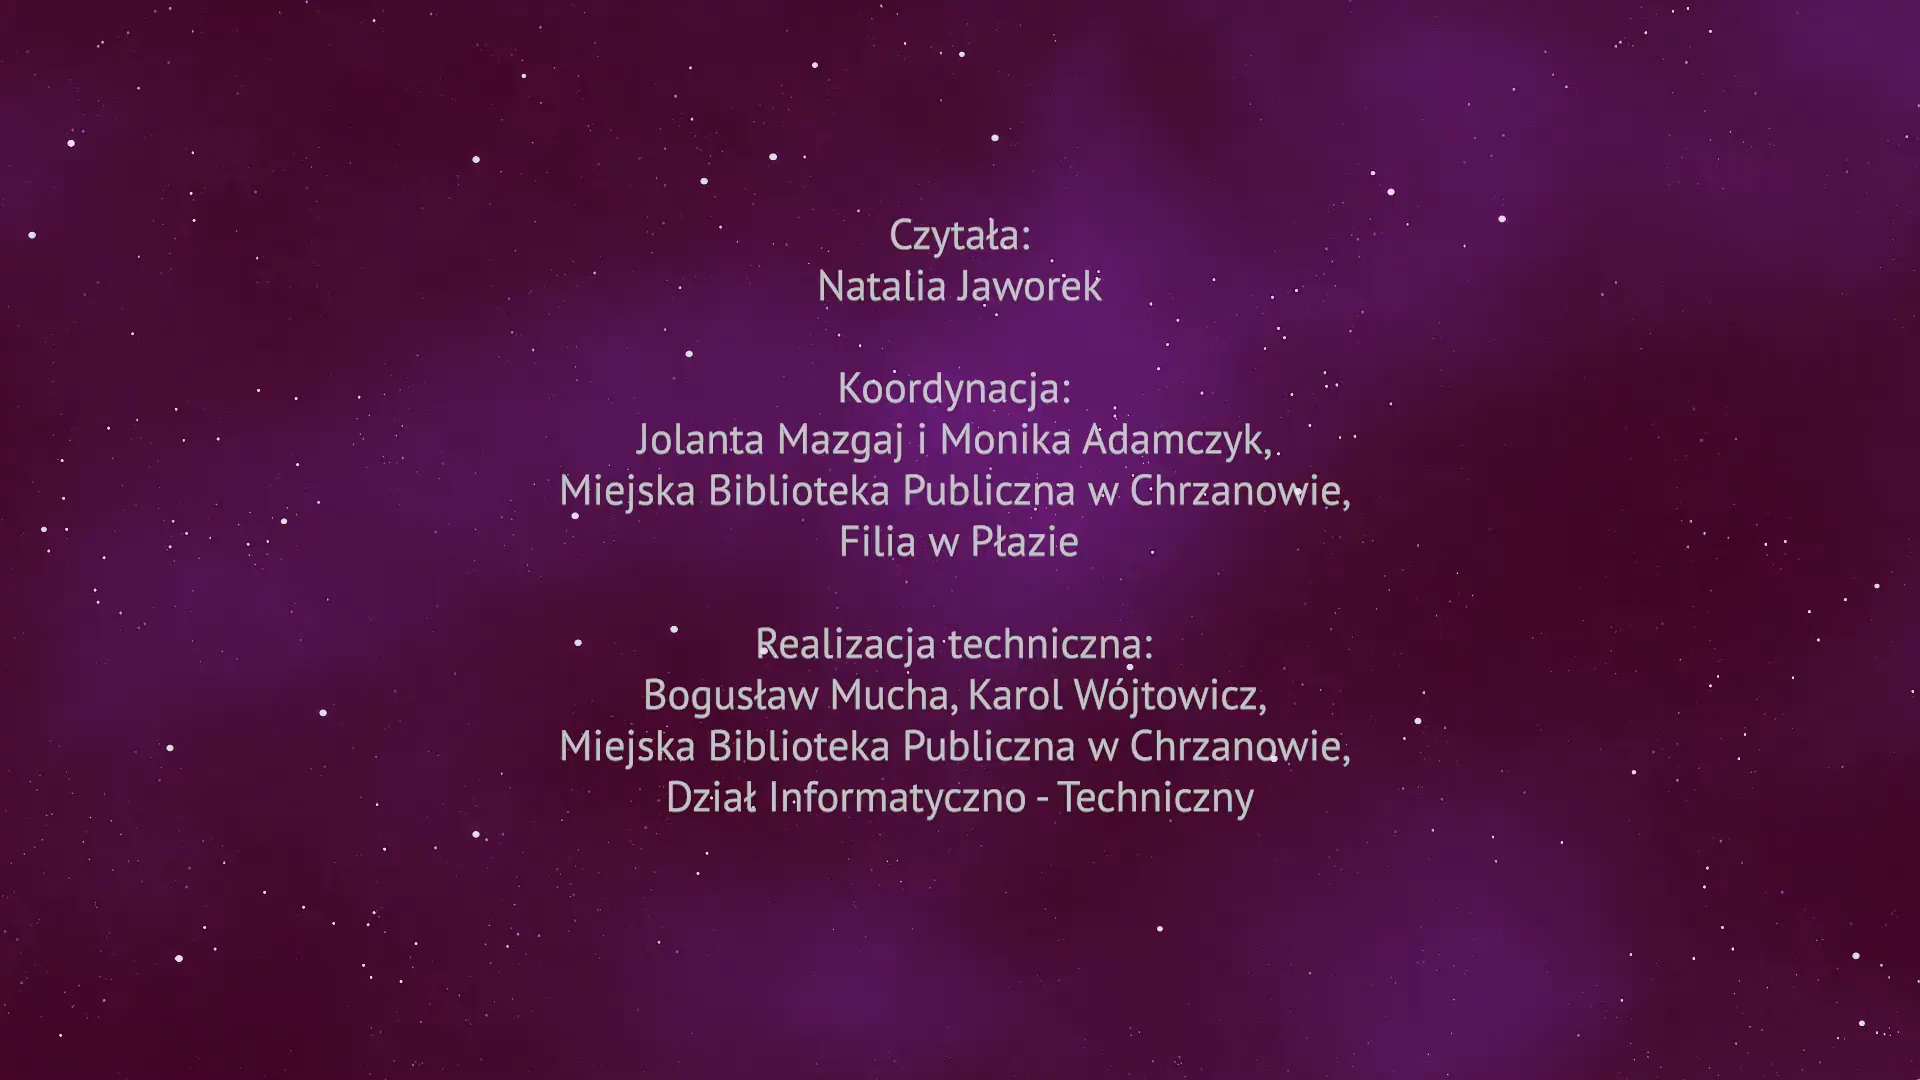 Czytała:
Natalia Jaworek
Koordynacja:
Jolanta Mazgaj i Monika Adamczyk,
Miejska Biblioteka Publiczna w Chrzanowie,
Filia w Płazie
Realizacja techniczna:
Bogusław Mucha, Karol Wójtowicz,
Miejska Biblioteka Publiczna w Chrzanowie,
Dział Informatyczno - Techniczny